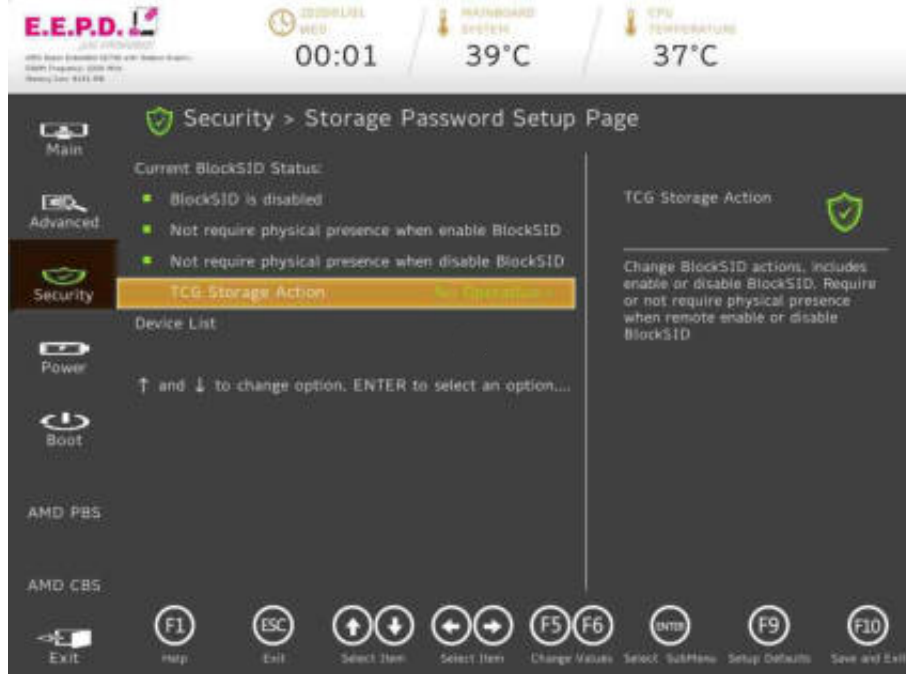 E.E.P.D.
WED
00:01
MAINBOARD
SYSTEM
39°C
CPU
TEMPERATURE
37°C
Main
Advanced
Security
Power
Boot
AMD PBS
AMD CBS
Exit
Security > Storage Password Setup Page
Current BlockSID Status:
BlockSID is disabled
Not require physical presence when enable BlockSID
Not require physical presence when disable BlockSID
TCG Storage Action
Device List
↑ and ↓ to change option, ENTER to select an option....
TCG Storage Action
Change BlockSID actions, includes
enable or disable BlockSID, Require
or not require physical presence
when remote enable or disable
BlockSID
F1
Help
ESC
Exit
Select Item
Select Item
F5 F6
Change Values
ENTER
Select SubMenu
F9
Setup Defaults
F10
Save and Exit